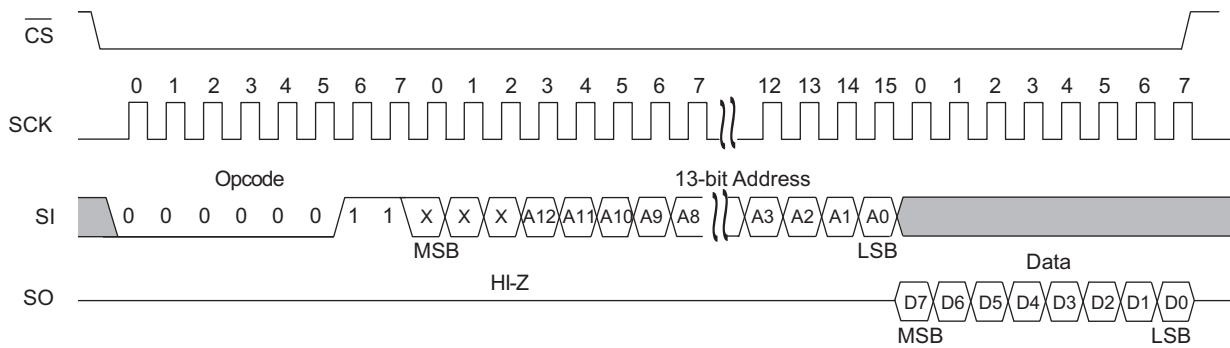 CS
0 1 2 3 4 5 6 7 0 1 2 3 4 5 6 7 12 13 14 15 0 1 2 3 4 5 6 7
SCK
Opcode 13-bit Address
SI 0 0 0 0 0 0 1 1 X X X A12 A11 A10 A9 A8 A3 A2 A1 A0
MSB LSB
HI-Z Data
SO D7 D6 D5 D4 D3 D2 D1 D0
MSB LSB